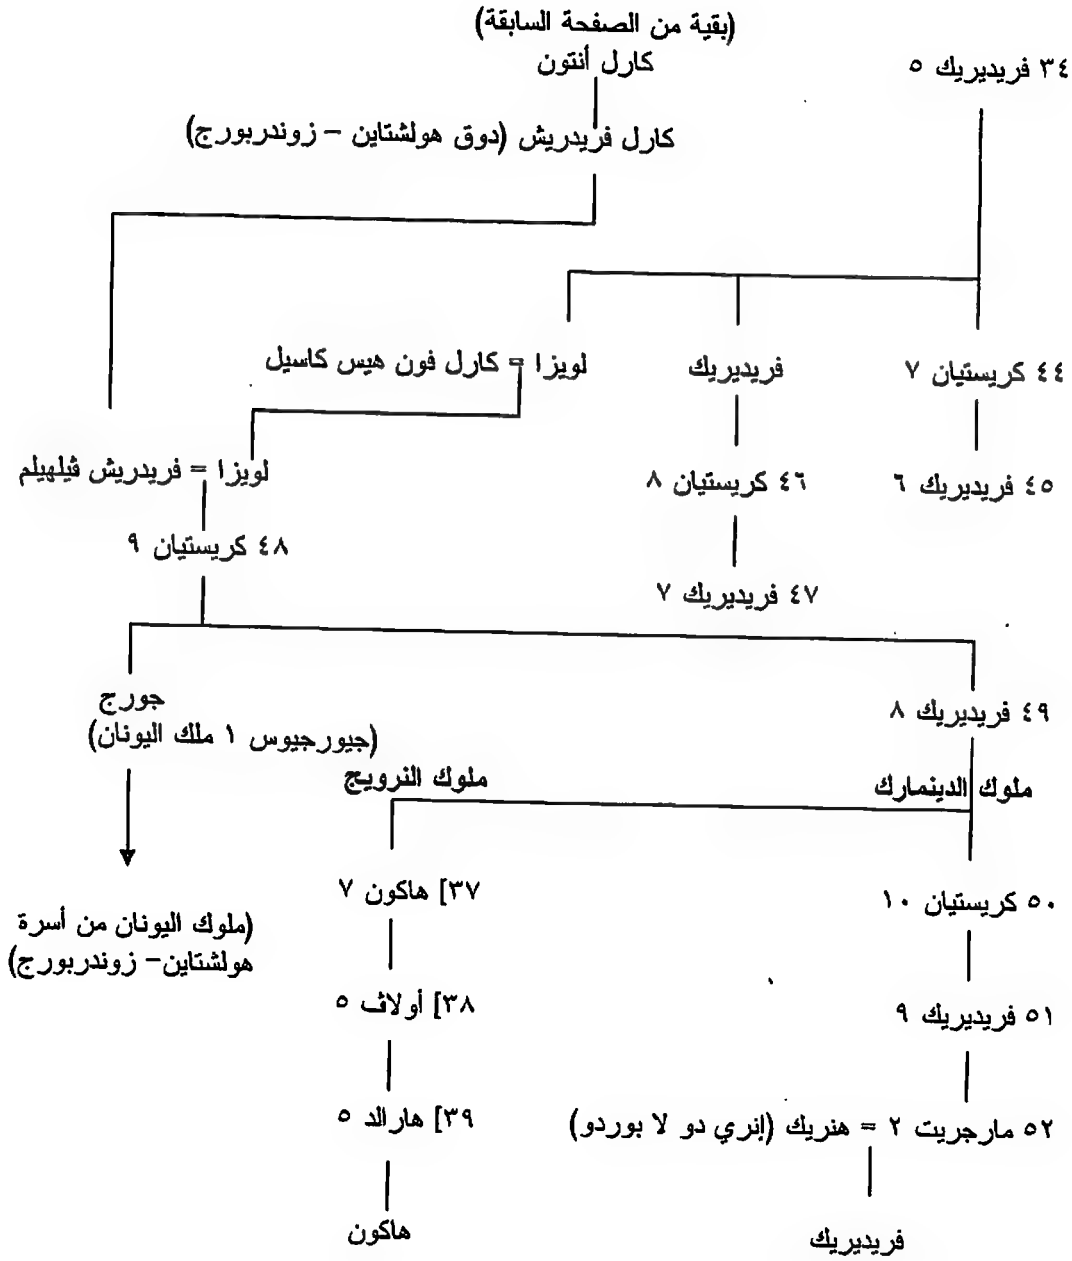 (بقية من الصفحة السابقة)
كارل أنتون
٣٤ فريديريك ٥
كارل فريدريش (دوق هولشتاين – زوندربورج)
٤٤ كريستيان ٧
فريديريك
لويزا = كارل فون هيس كاسيل
٤٥ فريديريك ٦
٤٦ كريستيان ٨
لويزا = فريدريش ڤيلهيلم
٤٨ كريستيان ٩
٤٧ فريديريك ٧
٤٩ فريديريك ٨
جورج
(جيورجيوس ١ ملك اليونان)
ملوك الدينمارك
ملوك النرويج
٥٠ كريستيان ١٠
٣٧] هاكون ٧
(ملوك اليونان من أسرة
هولشتاين– زوندربورج)
٥١ فريديريك ٩
٣٨] أولاڤ ٥
٥٢ مارجريت ٢ = هنريك (إنري دو لا بوردو)
٣٩] هارالد ٥
فريديريك
هاكون